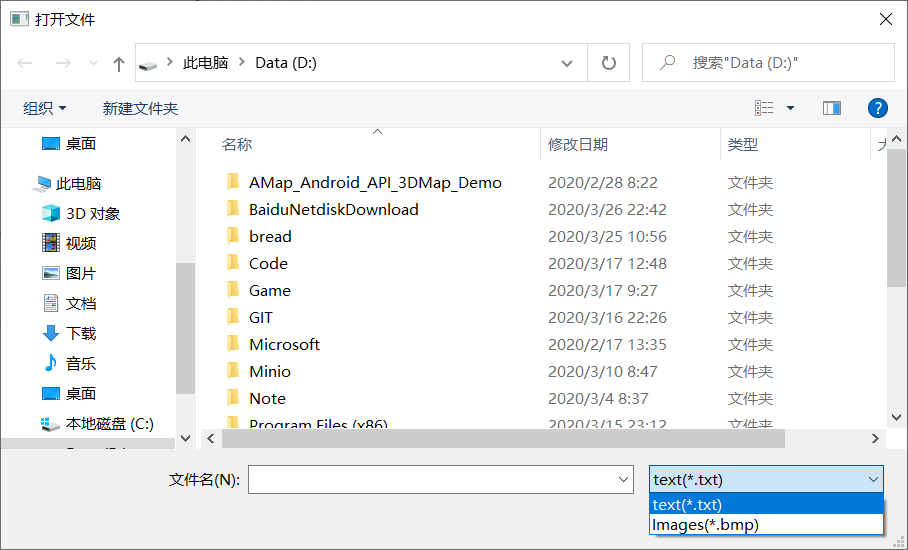 打开文件
此电脑 Data (D:) 搜索"Data (D:)"
组织 新建文件夹
桌面
此电脑
3D 对象
视频
图片
文档
下载
音乐
桌面
本地磁盘 (C:)
名称 修改日期 类型
AMap_Android_API_3DMap_Demo 2020/2/28 8:22 文件夹
BaiduNetdiskDownload 2020/3/26 22:42 文件夹
bread 2020/3/25 10:56 文件夹
Code 2020/3/17 12:48 文件夹
Game 2020/3/17 9:27 文件夹
GIT 2020/3/16 22:26 文件夹
Microsoft 2020/2/17 13:35 文件夹
Minio 2020/3/10 8:47 文件夹
Note 2020/3/4 8:37 文件夹
Program Files (x86) 2020/3/15 23:12 文件夹
文件名(N): text(*.txt)
text(*.txt)
Images(*.bmp)